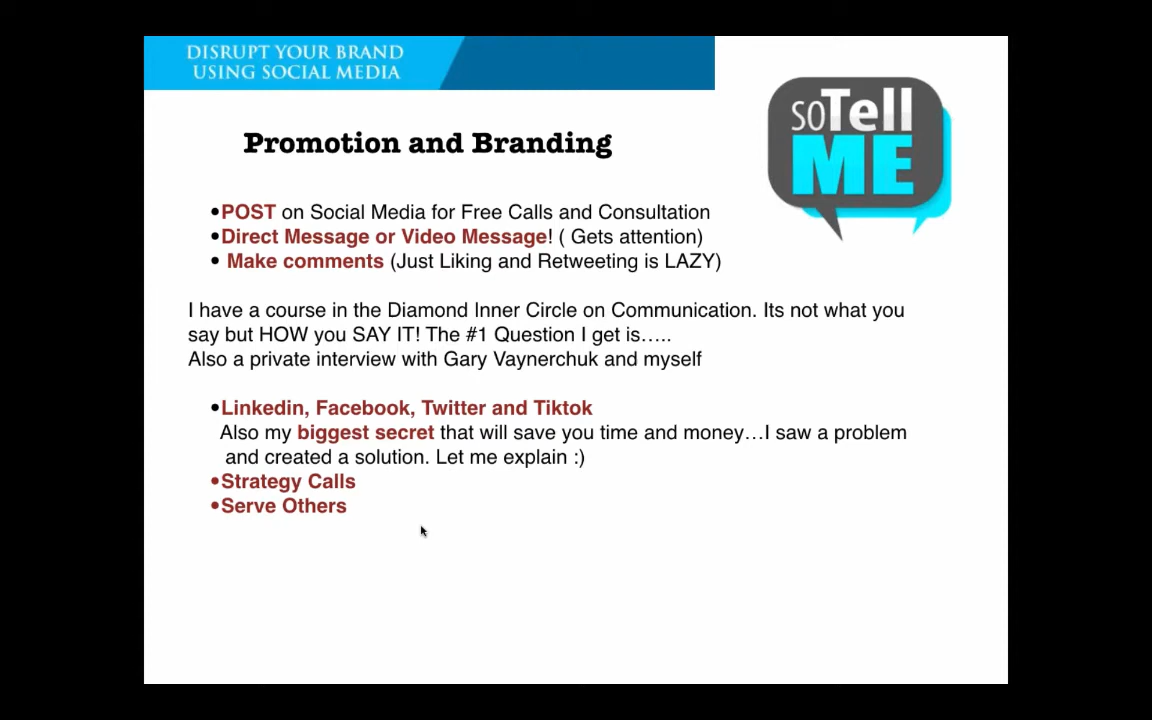 DISRUPT YOUR BRAND
USING SOCIAL MEDIA
soTell
ME
Promotion and Branding
•POST on Social Media for Free Calls and Consultation
•Direct Message or Video Message! ( Gets attention)
• Make comments (Just Liking and Retweeting is LAZY)
I have a course in the Diamond Inner Circle on Communication. Its not what you
say but HOW you SAY IT! The #1 Question I get is…..
Also a private interview with Gary Vaynerchuk and myself
•Linkedin, Facebook, Twitter and Tiktok
Also my biggest secret that will save you time and money…I saw a problem
and created a solution. Let me explain :)
•Strategy Calls
•Serve Others